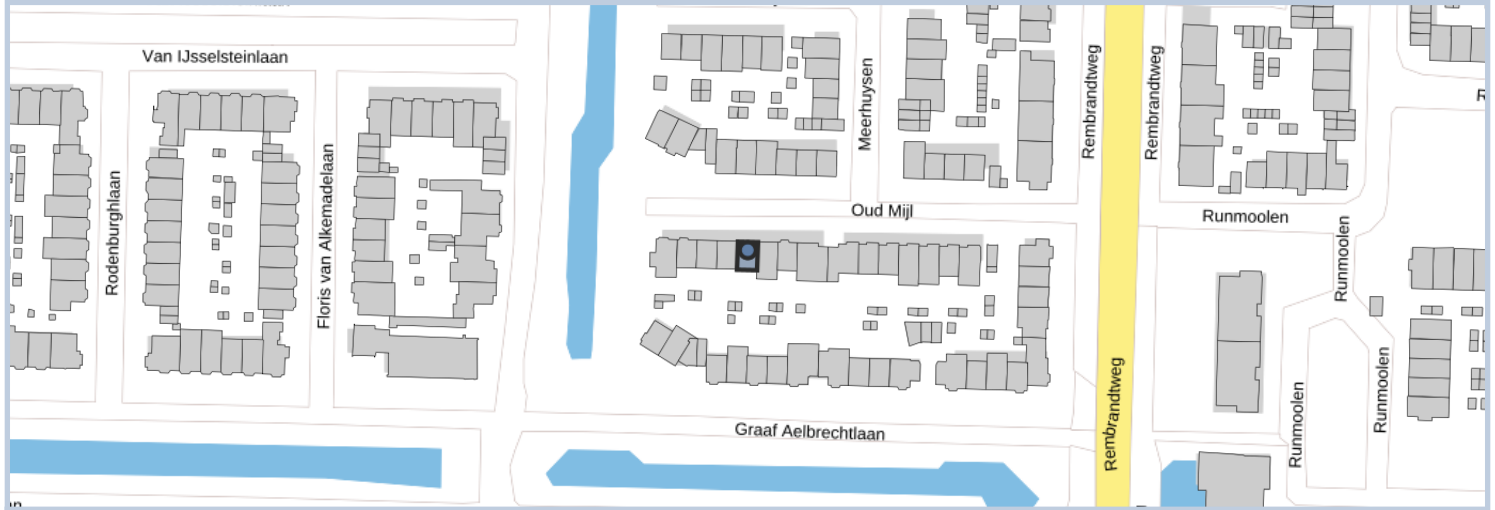 Van IJsselsteinlaan
Meerhuysen
Rembrandtweg
Rembrandtweg
Rodenburghlaan
Floris van Alkemadelaan
Oud Mijl
Runmoolen
Runmoolen
Graaf Aelbrechtlaan
Rembrandtweg
Runmoolen
Runmoolen